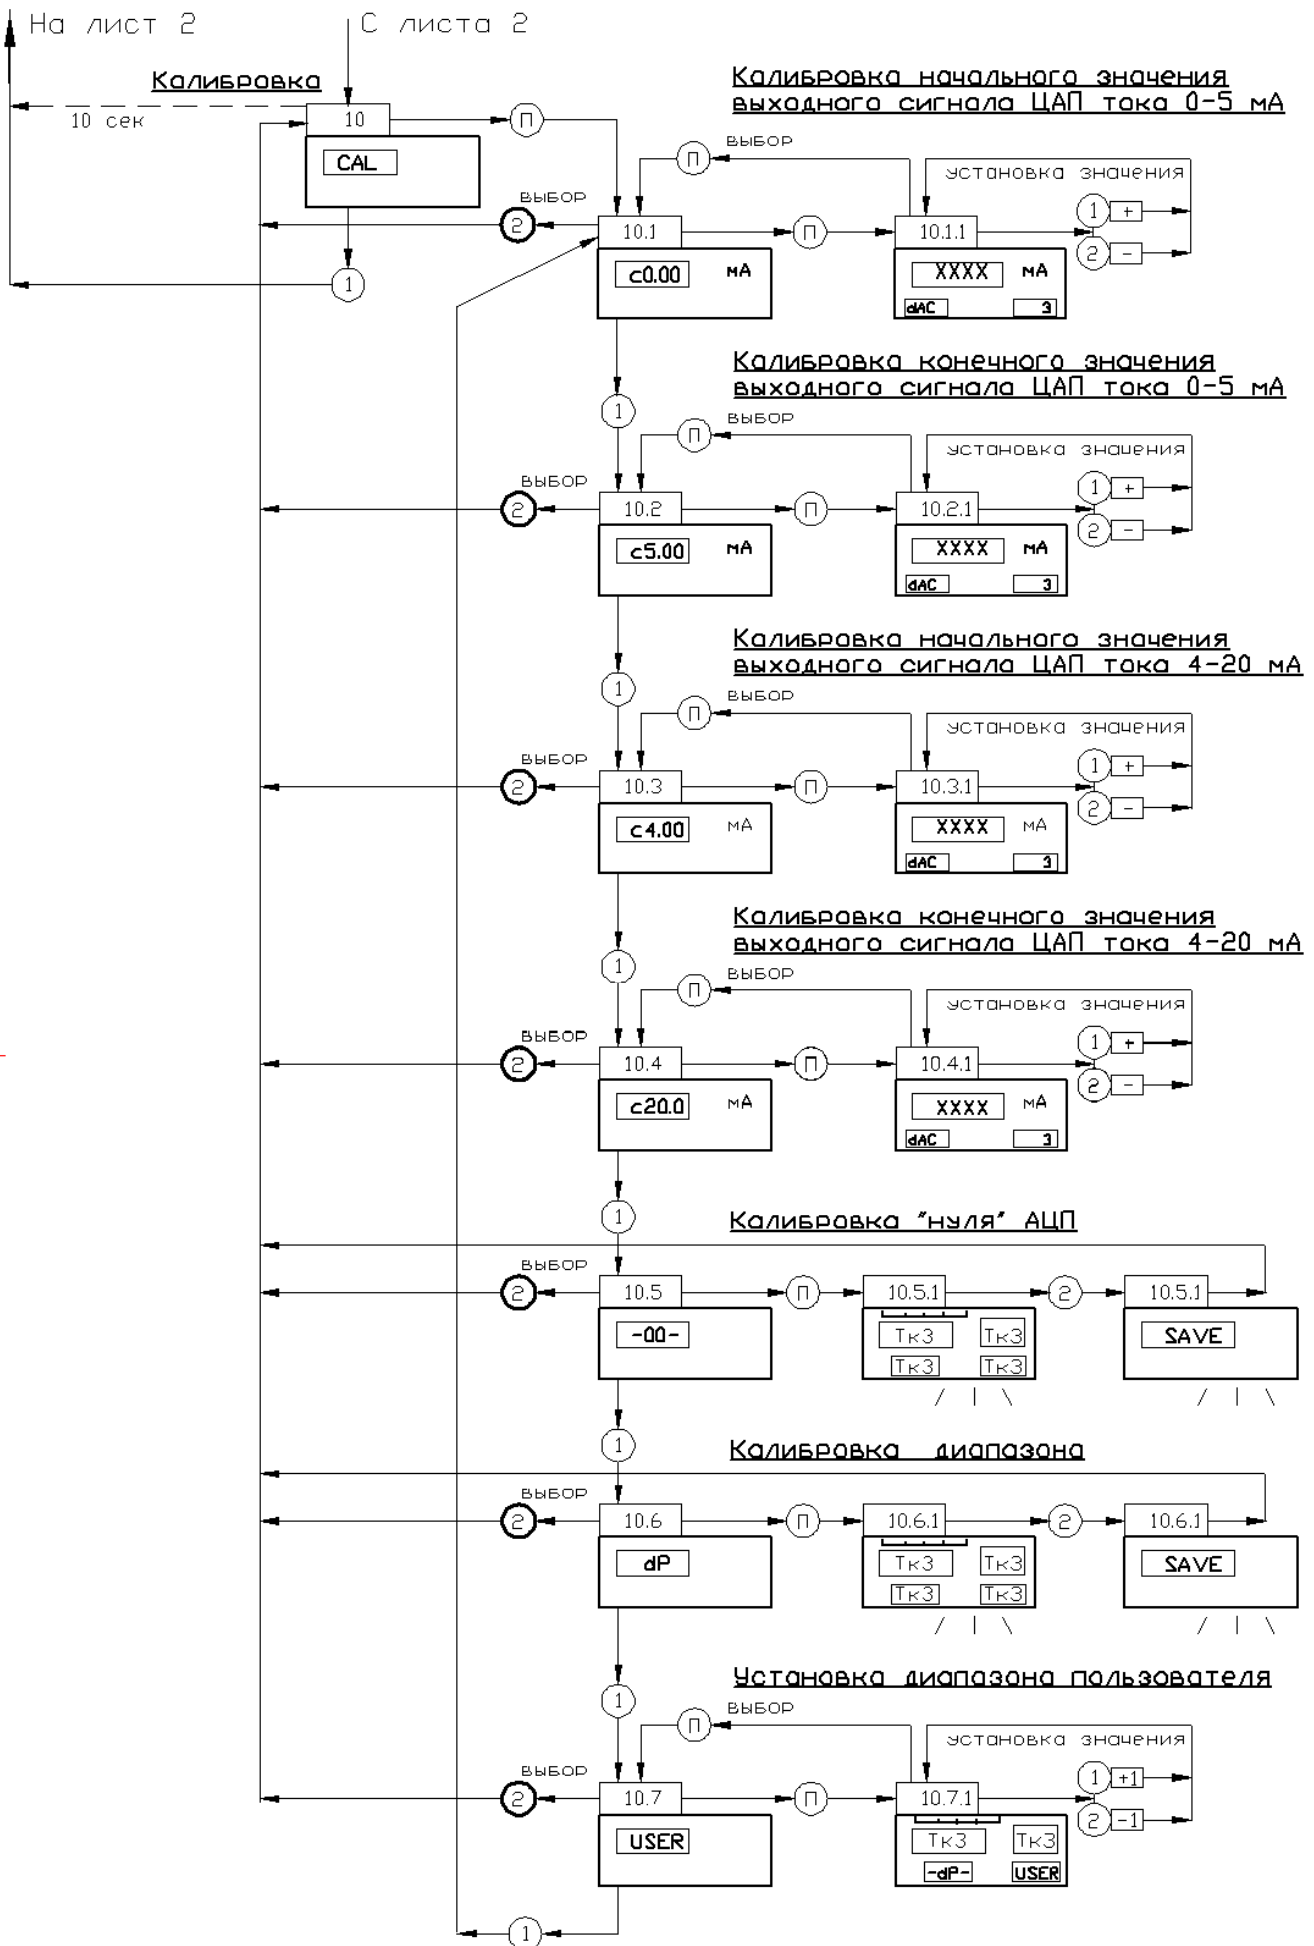 На лист 2
С листа 2
Калибровка
10 сек
10
CAL
П
1
Калибровка начального значения
выходного сигнала ЦАП тока 0-5 мА
ВЫБОР
П
установка значения
1 +
2 -
ВЫБОР
2
10.1
П
10.1.1
c0.00 мА
XXXX мА
dAC 3
1
Калибровка конечного значения
выходного сигнала ЦАП тока 0-5 мА
ВЫБОР
П
установка значения
1 +
2 -
ВЫБОР
2
10.2
П
10.2.1
c5.00 мА
XXXX мА
dAC 3
1
Калибровка начального значения
выходного сигнала ЦАП тока 4-20 мА
ВЫБОР
П
установка значения
1 +
2 -
ВЫБОР
2
10.3
П
10.3.1
c4.00 мА
XXXX мА
dAC 3
1
Калибровка конечного значения
выходного сигнала ЦАП тока 4-20 мА
ВЫБОР
П
установка значения
1 +
2 -
ВЫБОР
2
10.4
П
10.4.1
c20.0 мА
XXXX мА
dAC 3
1
Калибровка "нуля" АЦП
ВЫБОР
2
10.5
П
10.5.1
2
10.5.1
-00-
Тк3 Тк3
Тк3 Тк3
SAVE
1
Калибровка диапазона
ВЫБОР
2
10.6
П
10.6.1
2
10.6.1
dP
Тк3 Тк3
Тк3 Тк3
SAVE
1
Установка диапазона пользователя
ВЫБОР
П
установка значения
1 +1
2 -1
ВЫБОР
2
10.7
П
10.7.1
USER
Тк3 Тк3
-dP- USER
1